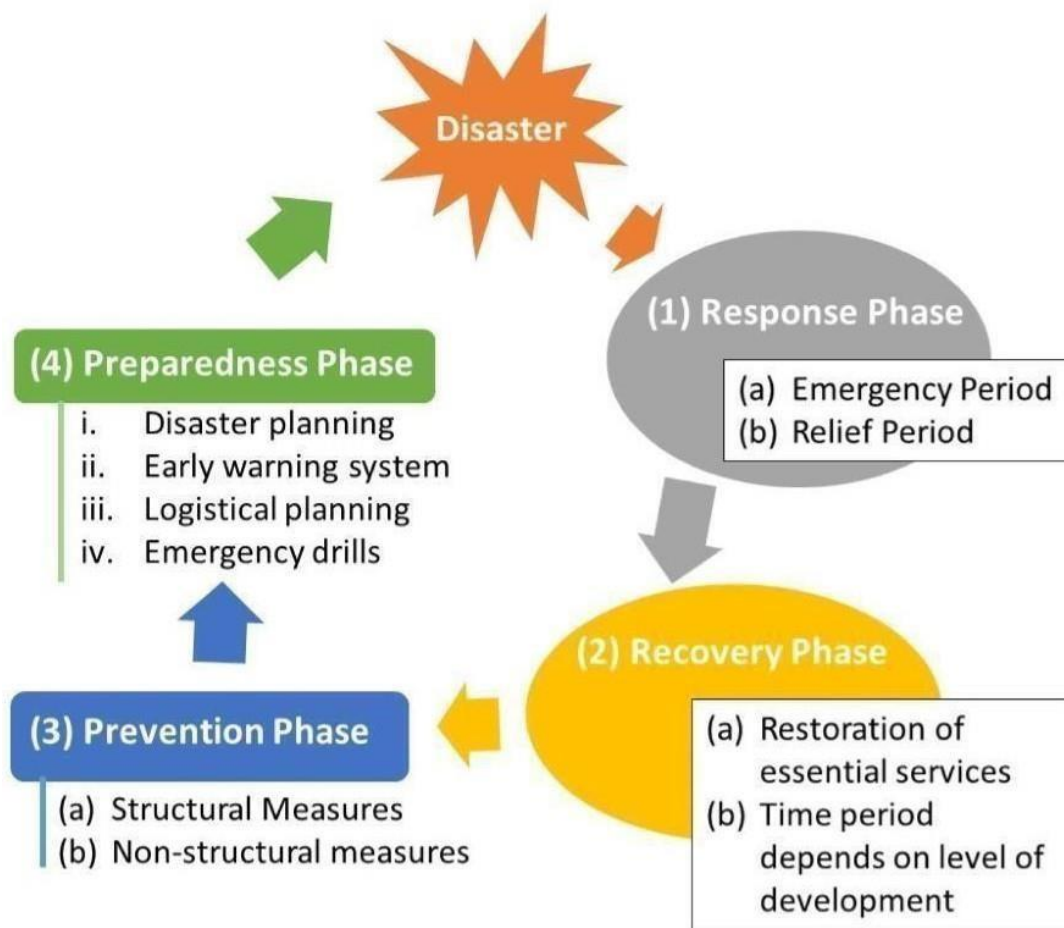 Disaster
(1) Response Phase
(a) Emergency Period
(b) Relief Period
(2) Recovery Phase
(a) Restoration of
essential services
(b) Time period
depends on level of
development
(3) Prevention Phase
(a) Structural Measures
(b) Non-structural measures
(4) Preparedness Phase
i. Disaster planning
ii. Early warning system
iii. Logistical planning
iv. Emergency drills